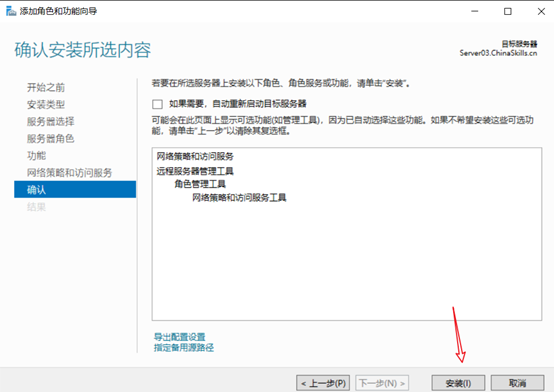 添加角色和功能向导
确认安装所选内容
目标服务器
Server03.ChinaSkills.cn
开始之前
安装类型
服务器选择
服务器角色
功能
网络策略和访问服务
确认
结果
若要在所选服务器上安装以下角色、角色服务或功能，请单击“安装”。
如果需要，自动重新启动目标服务器
可能会在此页面上显示可选功能(如管理工具)，因为已自动选择这些功能。如果不希望安装这些可选功
能，请单击“上一步”以清除其复选框。
网络策略和访问服务
远程服务器管理工具
角色管理工具
网络策略和访问服务工具
导出配置设置
指定备用源路径
< 上一步(P)
下一步(N) >
安装(I)
取消